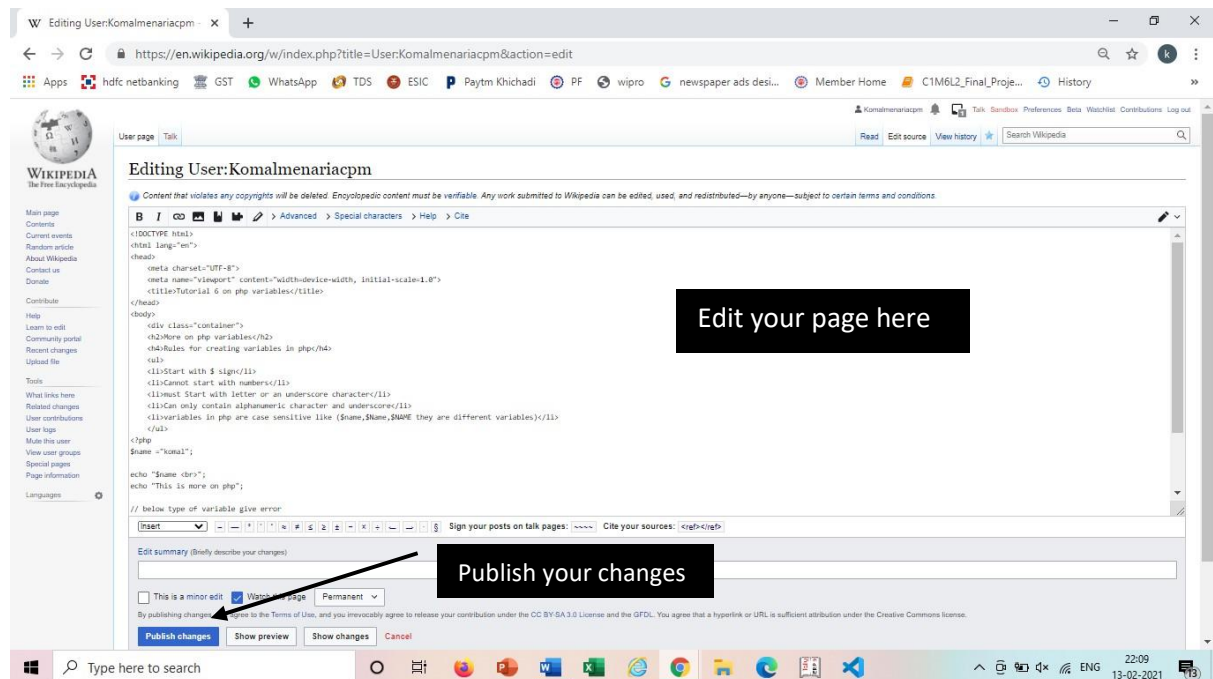 Editing User:Komalmenariacpm -
https://en.wikipedia.org/w/index.php?title=User:Komalmenariacpm&action=edit
k
Apps hdfc netbanking GST WhatsApp TDS ESIC Paytm Khichadi PF wipro newspaper ads desi... Member Home C1M6L2_Final_Proje... History »
Komalmenariacpm Talk Sandbox Preferences Beta Watchlist Contributions Log out
User page Talk Read Edit source View history Search Wikipedia
WIKIPEDIA
The Free Encyclopedia
Main page
Contents
Current events
Random article
About Wikipedia
Contact us
Donate
Contribute
Help
Learn to edit
Community portal
Recent changes
Upload file
Tools
What links here
Related changes
User contributions
User logs
Mute this user
View user groups
Special pages
Page information
Languages
Editing User:Komalmenariacpm
Content that violates any copyrights will be deleted. Encyclopedic content must be verifiable. Any work submitted to Wikipedia can be edited, used, and redistributed—by anyone—subject to certain terms and conditions.
B I > Advanced > Special characters > Help > Cite
<!DOCTYPE html>
<html lang="en">
<head>
<meta charset="UTF-8">
<meta name="viewport" content="width=device-width, initial-scale=1.0">
<title>Tutorial 6 on php variables</title>
</head>
<body>
<div class="container">
<h2>More on php variables</h2>
<h4>Rules for creating variables in php</h4>
<ul>
<li>Start with $ sign</li>
<li>Cannot start with numbers</li>
<li>must Start with letter or an underscore character</li>
<li>Can only contain alphanumeric character and underscore</li>
<li>variables in php are case sensitive like ($name,$Name,$NAME they are different variables)</li>
</ul>
<?php
$name ="komal";
echo "$name <br>";
echo "This is more on php";
// below type of variable give error
Edit your page here
Insert – — ° ′ ″ ≈ ≠ ≤ ≥ ± − × ÷ ← → · § Sign your posts on talk pages: ~~~~ Cite your sources: <ref></ref>
Edit summary (Briefly describe your changes)
Publish your changes
This is a minor edit Watch this page Permanent
By publishing changes, agree to the Terms of Use, and you irrevocably agree to release your contribution under the CC BY-SA 3.0 License and the GFDL. You agree that a hyperlink or URL is sufficient attribution under the Creative Commons license.
Publish changes Show preview Show changes Cancel
Type here to search
ENG
22:09
13-02-2021
13